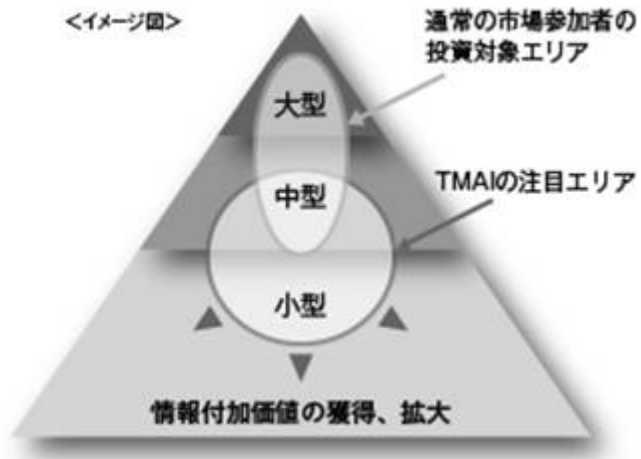 ＜イメージ図＞
通常の市場参加者の
投資対象エリア
大型
中型
TMAIの注目エリア
小型
情報付加価値の獲得、拡大